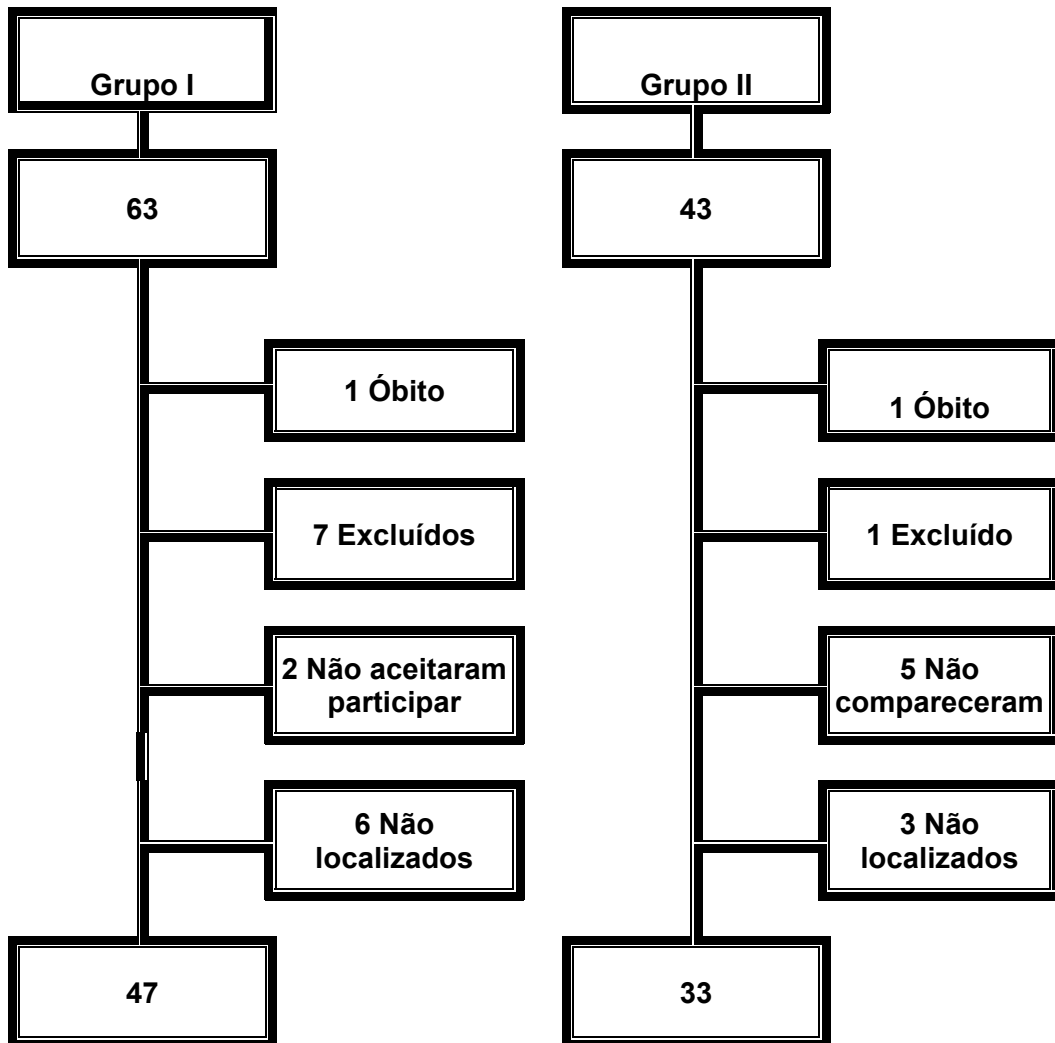 Grupo I
63
1 Óbito
7 Excluídos
2 Não aceitaram
participar
6 Não
localizados
47
Grupo II
43
1 Óbito
1 Excluído
5 Não
compareceram
3 Não
localizados
33